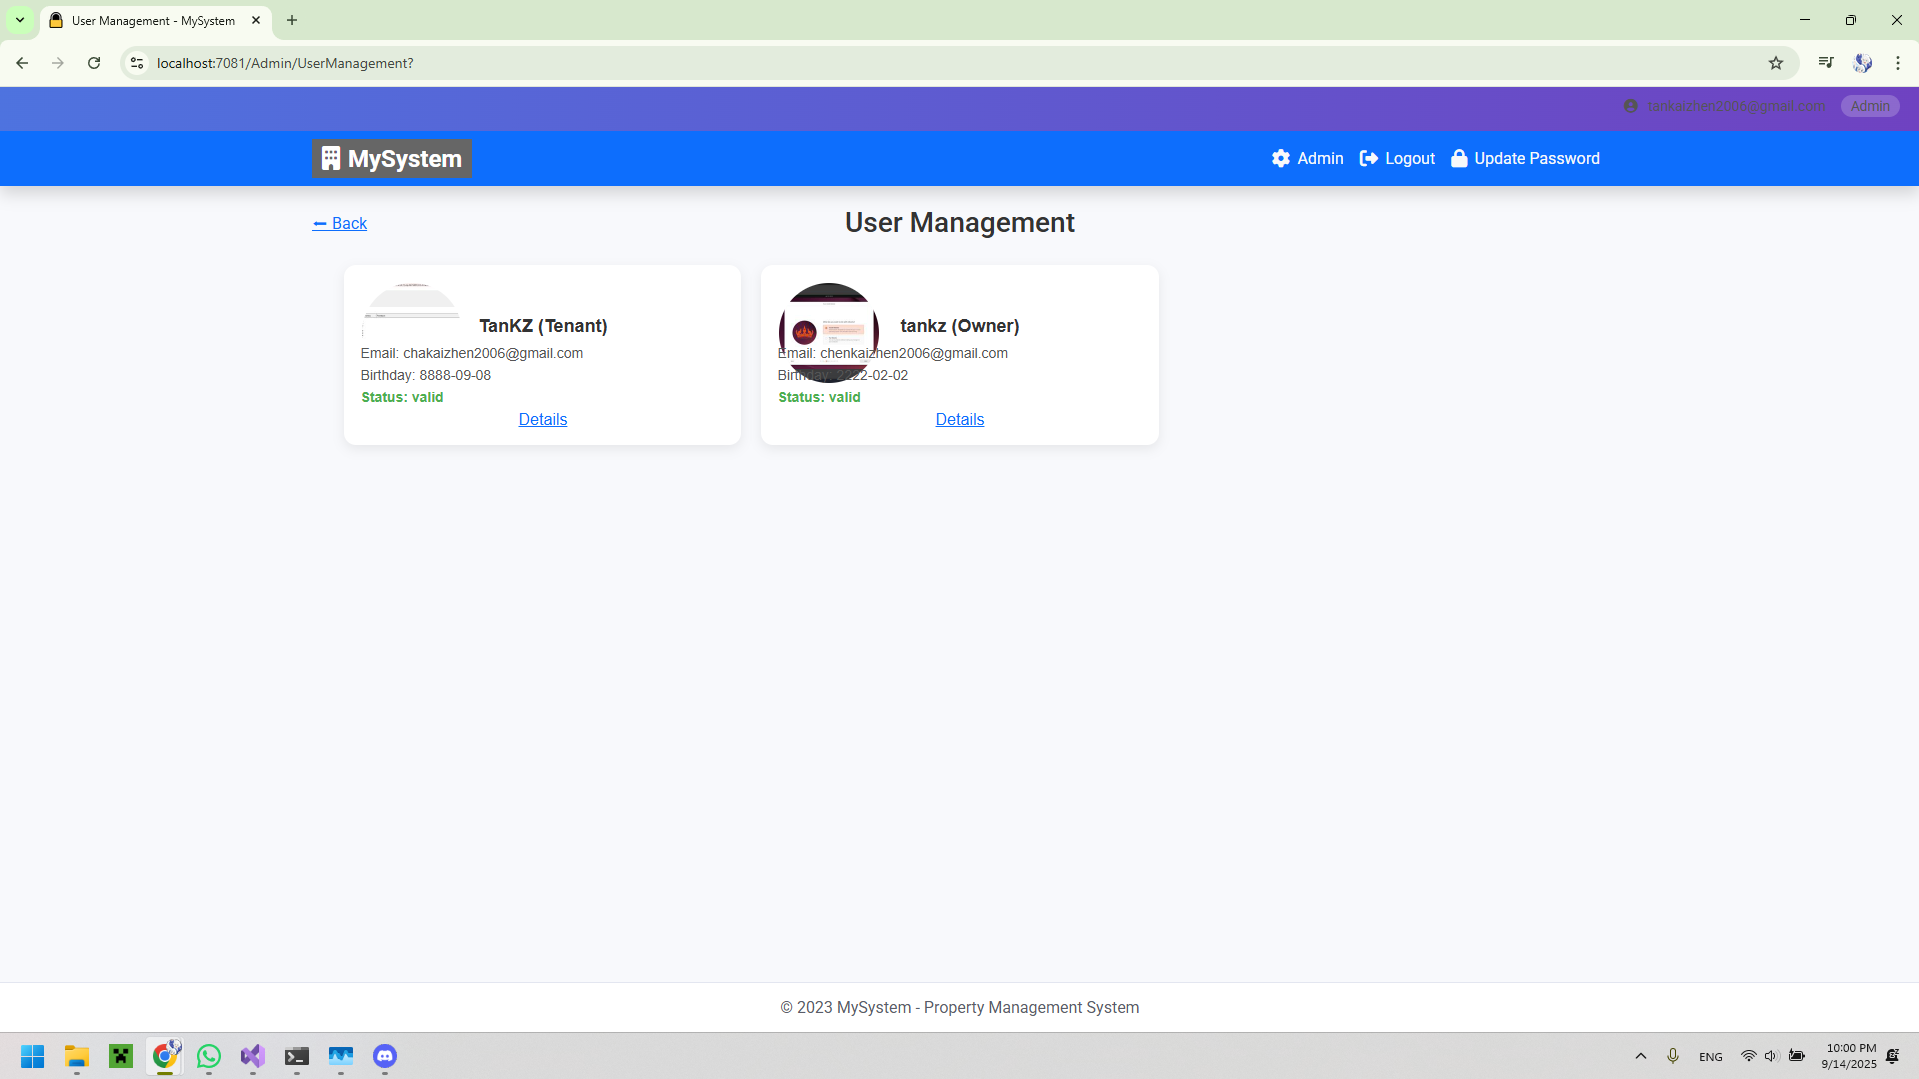 User Management - MySystem
localhost:7081/Admin/UserManagement?
tankaizhen2006@gmail.com Admin
MySystem Admin Logout Update Password
Back
User Management
TanKZ (Tenant)
Email: chakaizhen2006@gmail.com
Birthday: 8888-09-08
Status: valid
Details
tankz (Owner)
Email: chenkaizhen2006@gmail.com
Birthday: 2222-02-02
Status: valid
Details
© 2023 MySystem - Property Management System
ENG
10:00 PM
9/14/2025